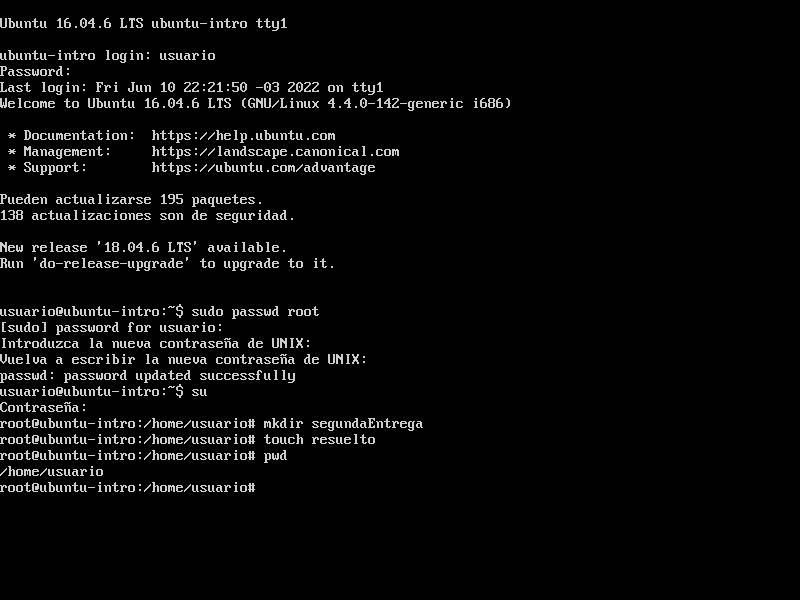 Ubuntu 16.04.6 LTS ubuntu-intro tty1
ubuntu-intro login: usuario
Password:
Last login: Fri Jun 10 22:21:50 -03 2022 on tty1
Welcome to Ubuntu 16.04.6 LTS (GNU/Linux 4.4.0-142-generic i686)
* Documentation:  https://help.ubuntu.com
* Management:     https://landscape.canonical.com
* Support:        https://ubuntu.com/advantage
Pueden actualizarse 195 paquetes.
138 actualizaciones son de seguridad.
New release '18.04.6 LTS' available.
Run 'do-release-upgrade' to upgrade to it.
usuario@ubuntu-intro:~$ sudo passwd root
[sudo] password for usuario:
Introduzca la nueva contraseña de UNIX:
Vuelva a escribir la nueva contraseña de UNIX:
passwd: password updated successfully
usuario@ubuntu-intro:~$ su
Contraseña:
root@ubuntu-intro:/home/usuario# mkdir segundaEntrega
root@ubuntu-intro:/home/usuario# touch resuelto
root@ubuntu-intro:/home/usuario# pwd
/home/usuario
root@ubuntu-intro:/home/usuario#